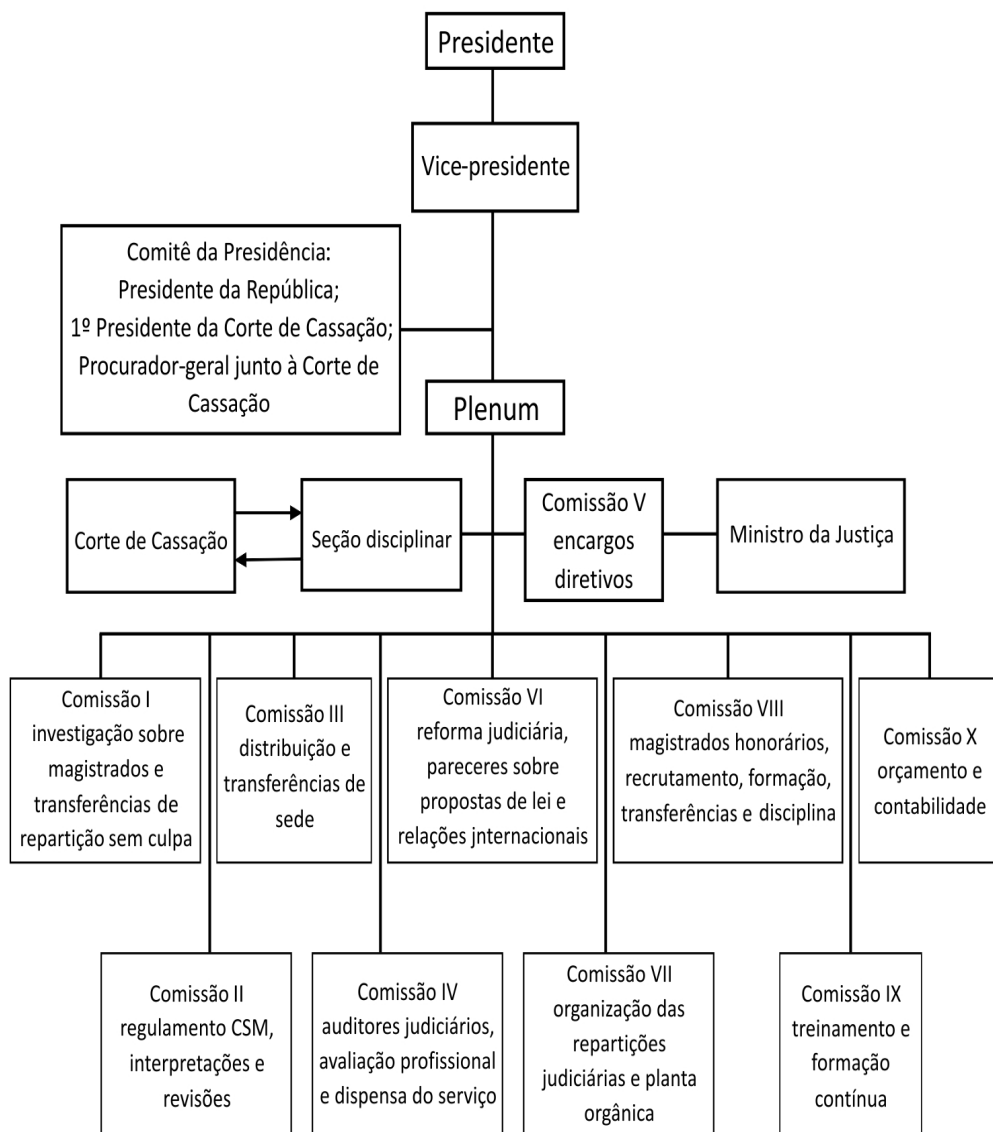 Presidente
Vice-presidente
Comitê da Presidência:
Presidente da República;
1º Presidente da Corte de Cassação;
Procurador-geral junto à Corte de
Cassação
Plenum
Corte de Cassação
Seção disciplinar
Comissão V
encargos
diretivos
Ministro da Justiça
Comissão I
investigação sobre
magistrados e
transferências de
repartição sem culpa
Comissão III
distribuição e
transferências de
sede
Comissão VI
reforma judiciária,
pareceres sobre
propostas de lei e
relações jnternacionais
Comissão VIII
magistrados honorários,
recrutamento, formação,
transferências e disciplina
Comissão X
orçamento e
contabilidade
Comissão II
regulamento CSM,
interpretações e
revisões
Comissão IV
auditores judiciários,
avaliação profissional
e dispensa do serviço
Comissão VII
organização das
repartições
judiciárias e planta
orgânica
Comissão IX
treinamento e
formação
contínua